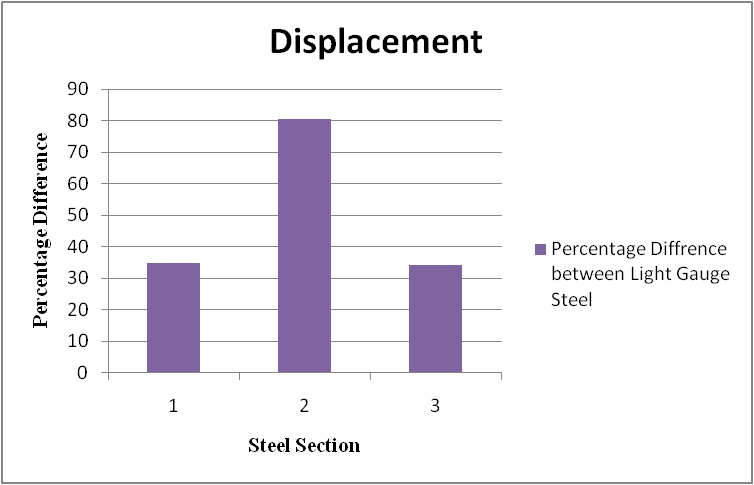 Displacement
Percentage Difference
90
80
70
60
50
40
30
20
10
0
1 2 3
Steel Section
Percentage Diffrence
between Light Gauge
Steel